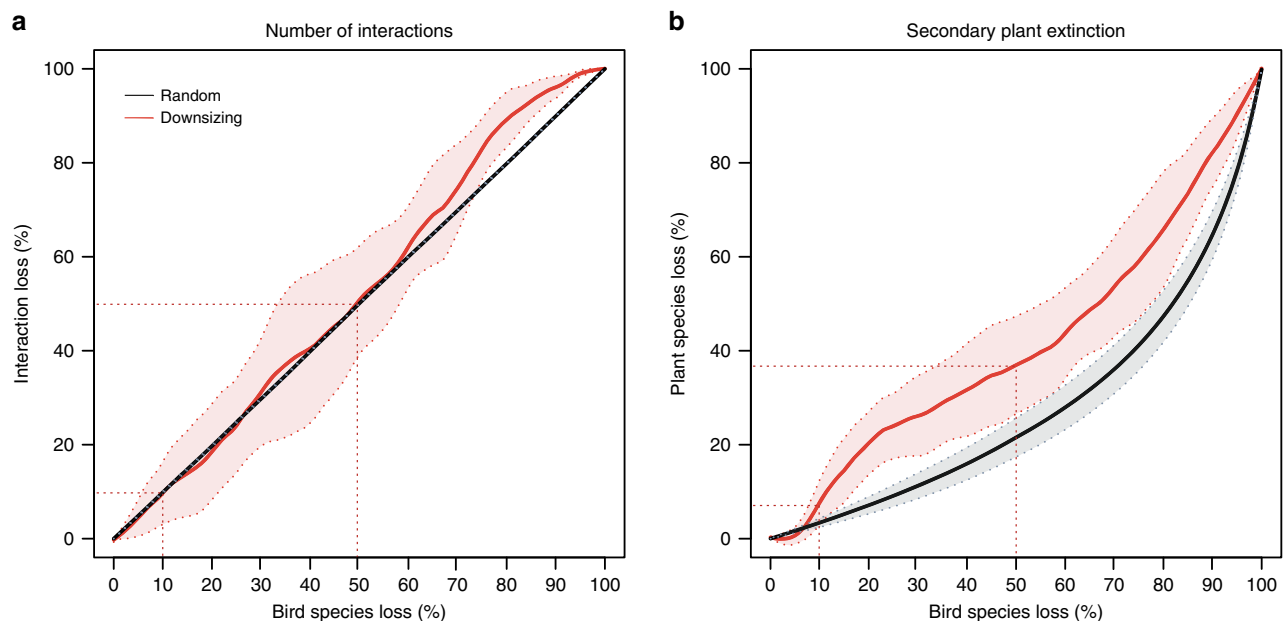 a
Number of interactions
100
80
60
40
20
0
Interaction loss (%)
Random
Downsizing
0 10 20 30 40 50 60 70 80 90 100
Bird species loss (%)
b
Secondary plant extinction
100
80
60
40
20
0
Plant species loss (%)
0 10 20 30 40 50 60 70 80 90 100
Bird species loss (%)